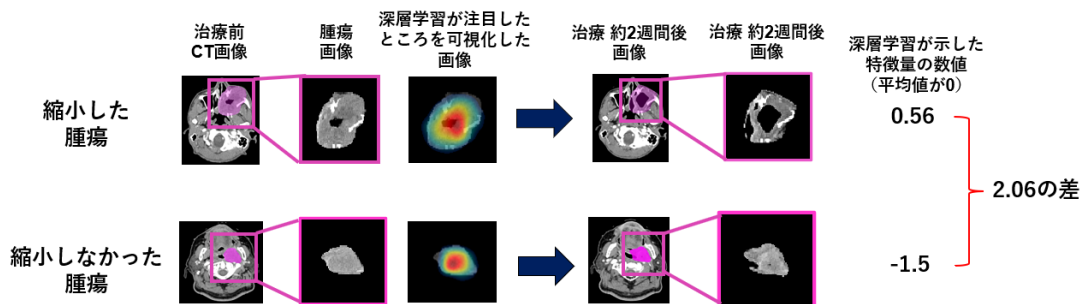 治療前
CT画像
腫瘍
画像
深層学習が注目した
ところを可視化した
画像
治療 約2週間後
画像
治療 約2週間後
画像
深層学習が示した
特徴量の数値
（平均値が0）
縮小した
腫瘍
0.56
2.06の差
縮小しなかった
腫瘍
-1.5